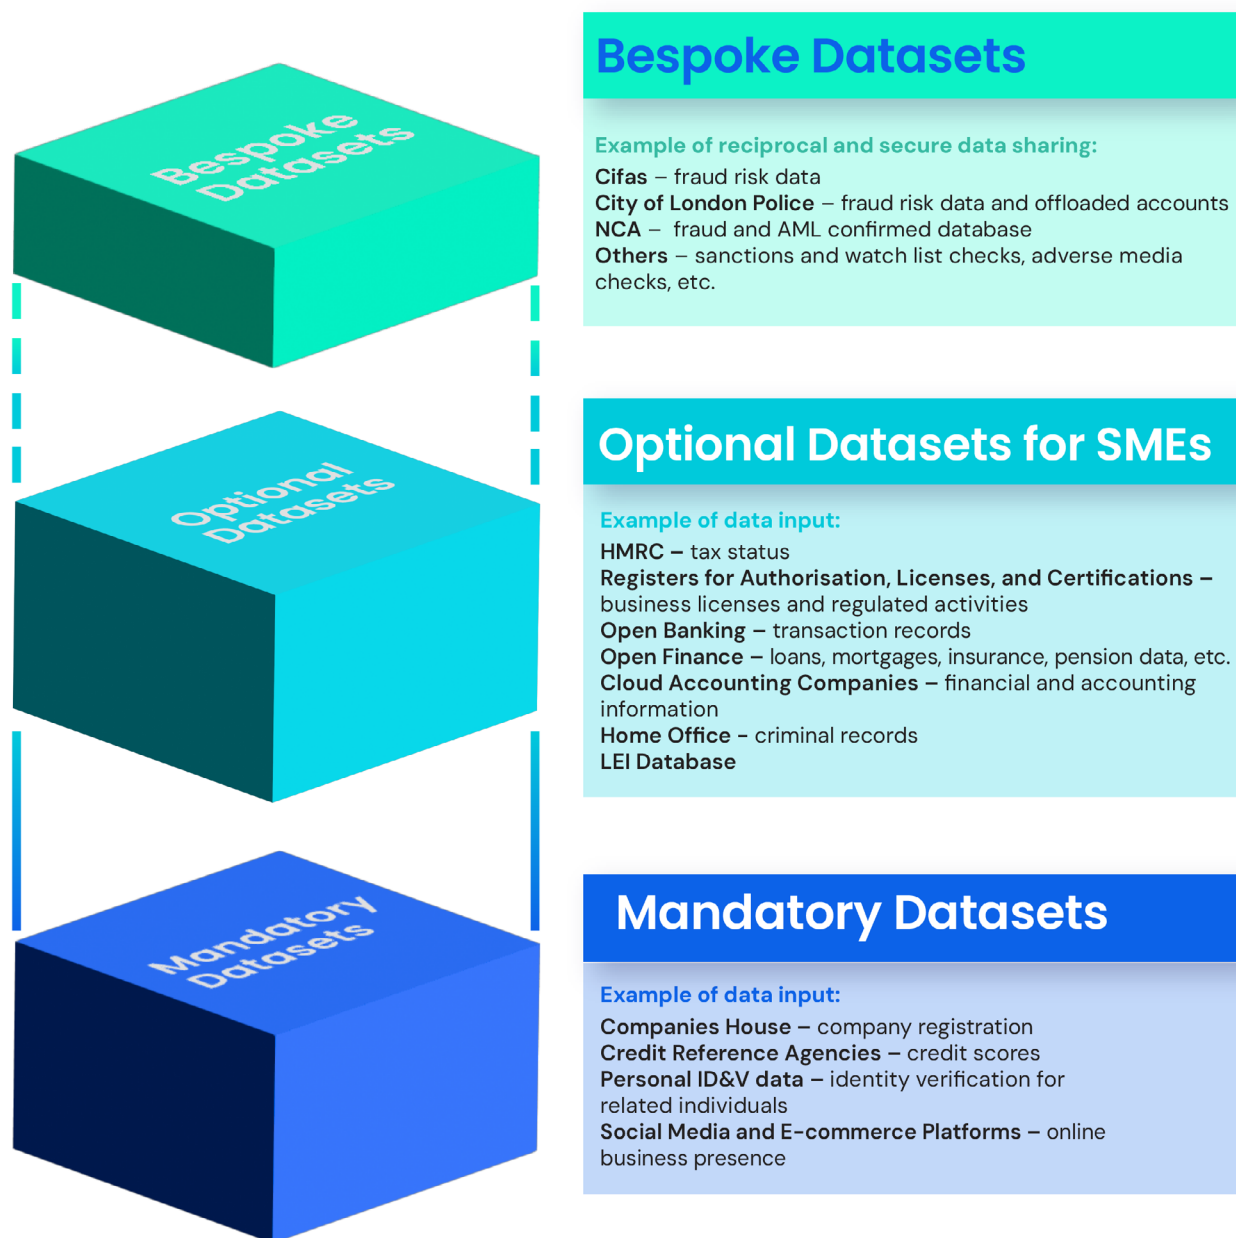 Bespoke Datasets
Bespoke
Datasets
Example of reciprocal and secure data sharing:
Cifas – fraud risk data
City of London Police – fraud risk data and offloaded accounts
NCA –  fraud and AML confirmed database
Others – sanctions and watch list checks, adverse media
checks, etc.
Optional Datasets for SMEs
Optional
Datasets
Example of data input:
HMRC – tax status
Registers for Authorisation, Licenses, and Certifications –
business licenses and regulated activities
Open Banking – transaction records
Open Finance – loans, mortgages, insurance, pension data, etc.
Cloud Accounting Companies – financial and accounting
information
Home Office - criminal records
LEI Database
Mandatory Datasets
Mandatory
Datasets
Example of data input:
Companies House – company registration
Credit Reference Agencies – credit scores
Personal ID&V data – identity verification for
related individuals
Social Media and E-commerce Platforms – online
business presence